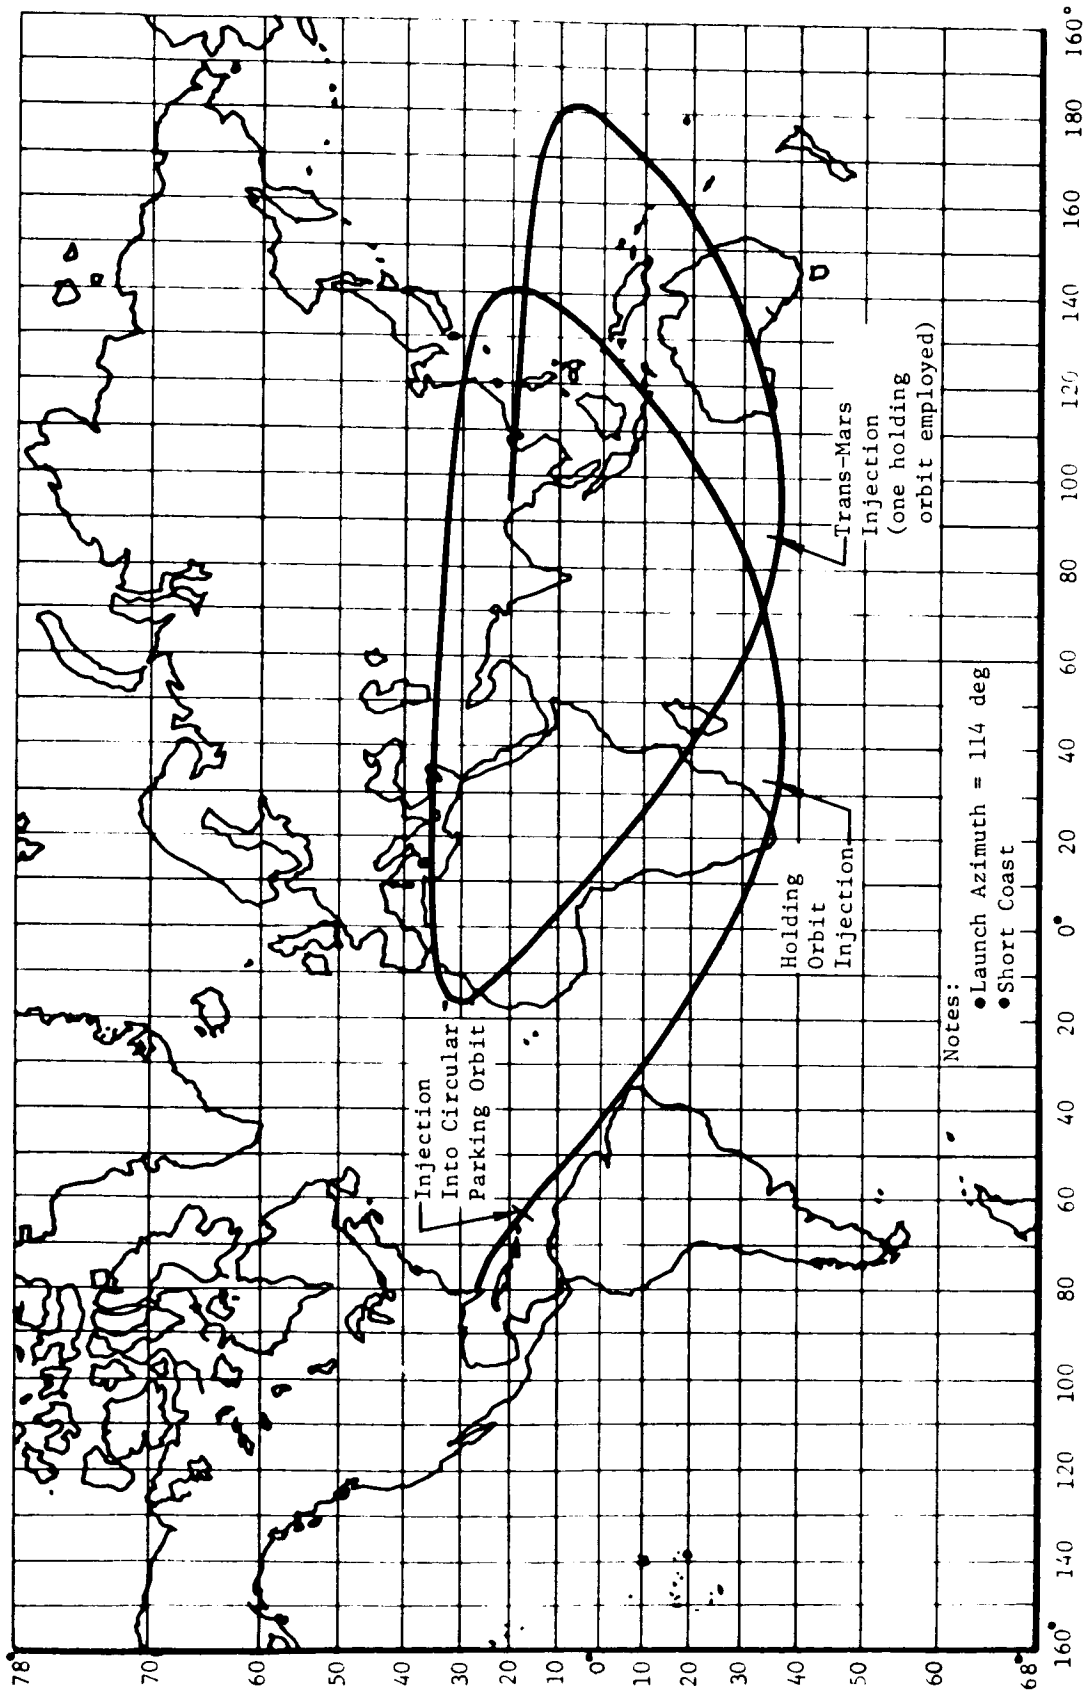 78°
70
60
50
40
30
20
10
0°
10
20
30
40
50
60
68°
160°
140
120
100
80
60
40
20
0°
20
40
60
80
100
120
140
160
180
160°
Injection
Into Circular
Parking Orbit
Holding
Orbit
Injection
Trans-Mars
Injection
(one holding
orbit employed)
Notes:
● Launch Azimuth = 114 deg
● Short Coast